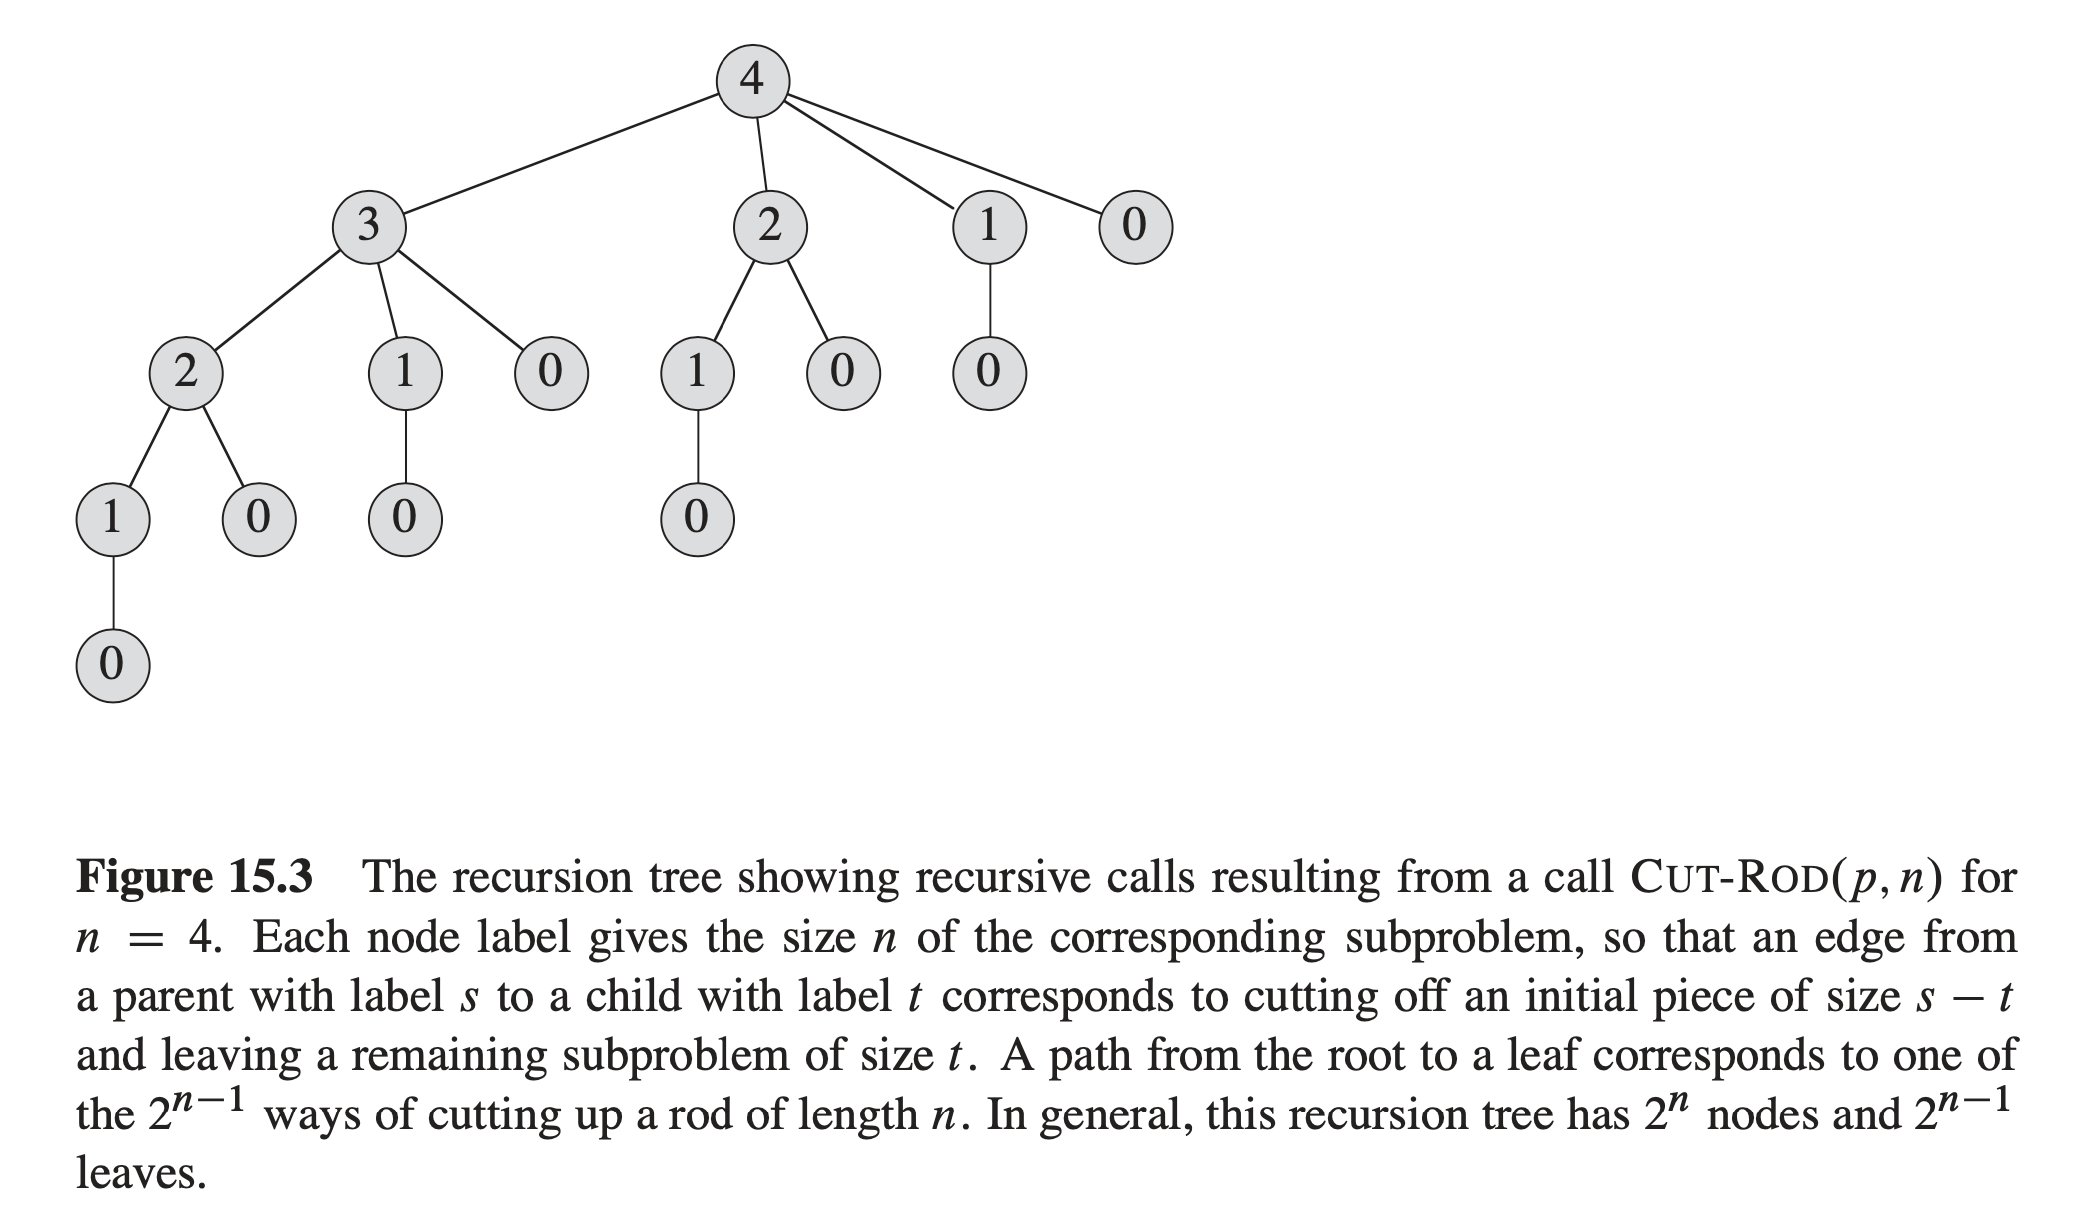 4
3 2 1 0
2 1 0 1 0 0
1 0 0 0
0
Figure 15.3 The recursion tree showing recursive calls resulting from a call CUT-ROD(p, n) for
n = 4. Each node label gives the size n of the corresponding subproblem, so that an edge from
a parent with label s to a child with label t corresponds to cutting off an initial piece of size s − t
and leaving a remaining subproblem of size t. A path from the root to a leaf corresponds to one of
the 2ⁿ⁻¹ ways of cutting up a rod of length n. In general, this recursion tree has 2ⁿ nodes and 2ⁿ⁻¹
leaves.